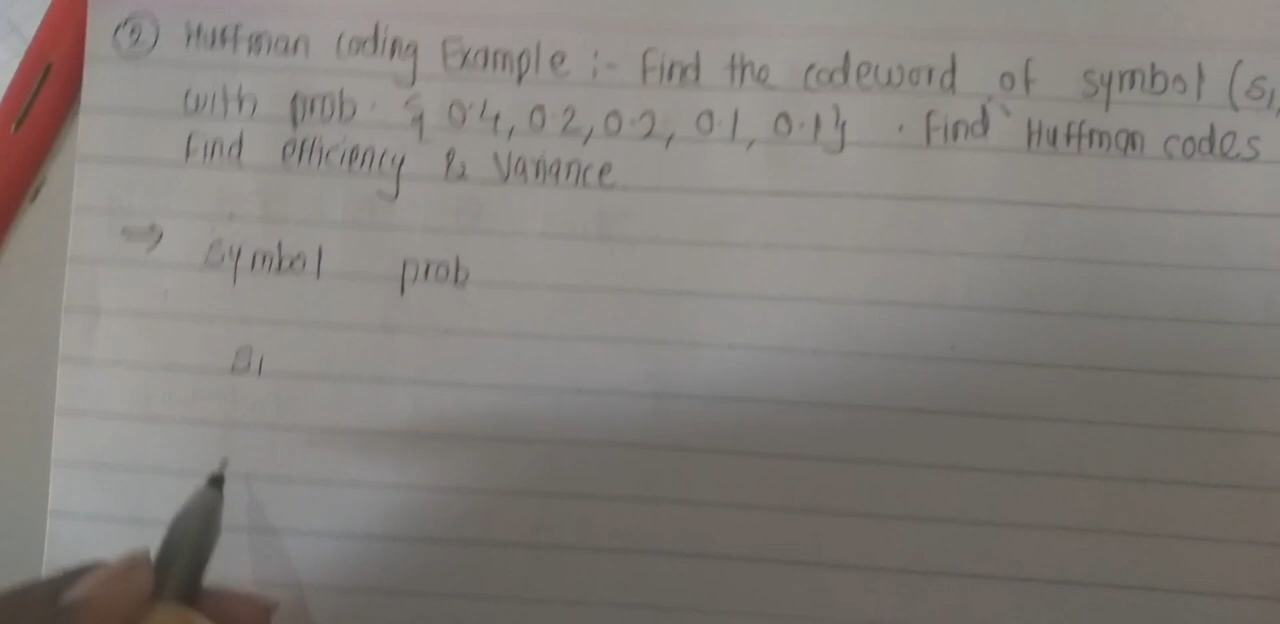 (2) Huffman Coding Example :- Find the codeword of symbol (S1
with prob. { 0.4, 0.2, 0.2, 0.1, 0.1} . Find Huffman codes
Find efficiency & Variance
⇒ Symbol prob
S1